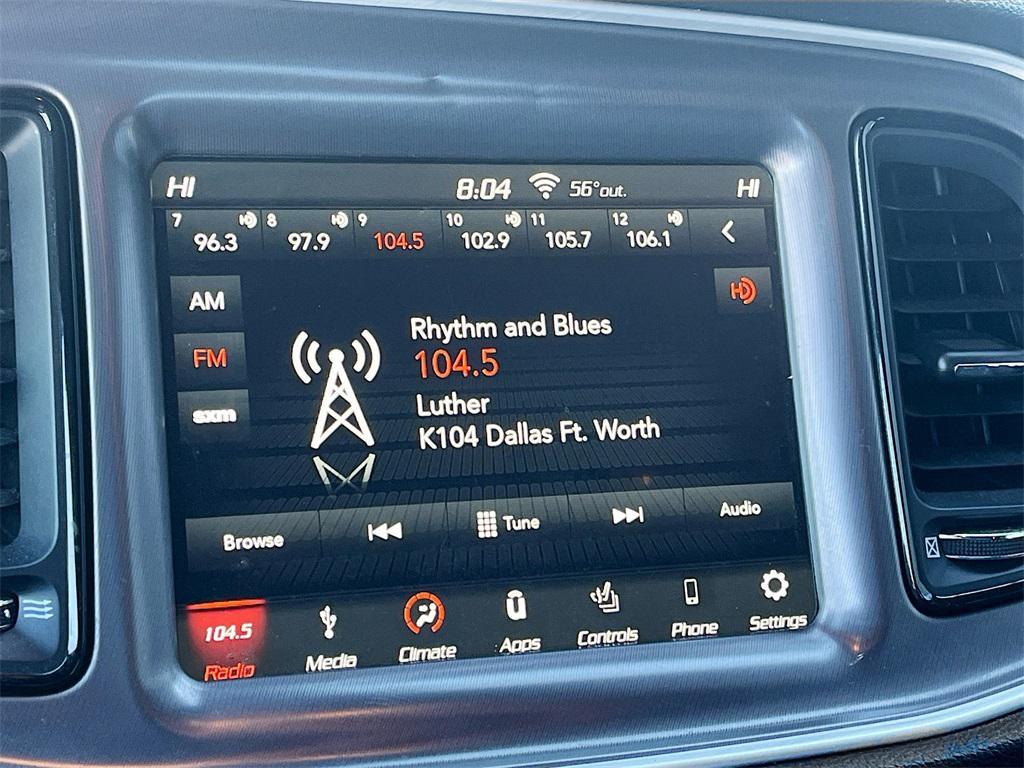 HI 8:04 56°out. HI
7 8 9 10 11 12
96.3 97.9 104.5 102.9 105.7 106.1
HD
AM
FM
sxm
Rhythm and Blues
104.5
Luther
K104 Dallas Ft. Worth
Browse Tune Audio
104.5
Radio Media Climate Apps Controls Phone Settings